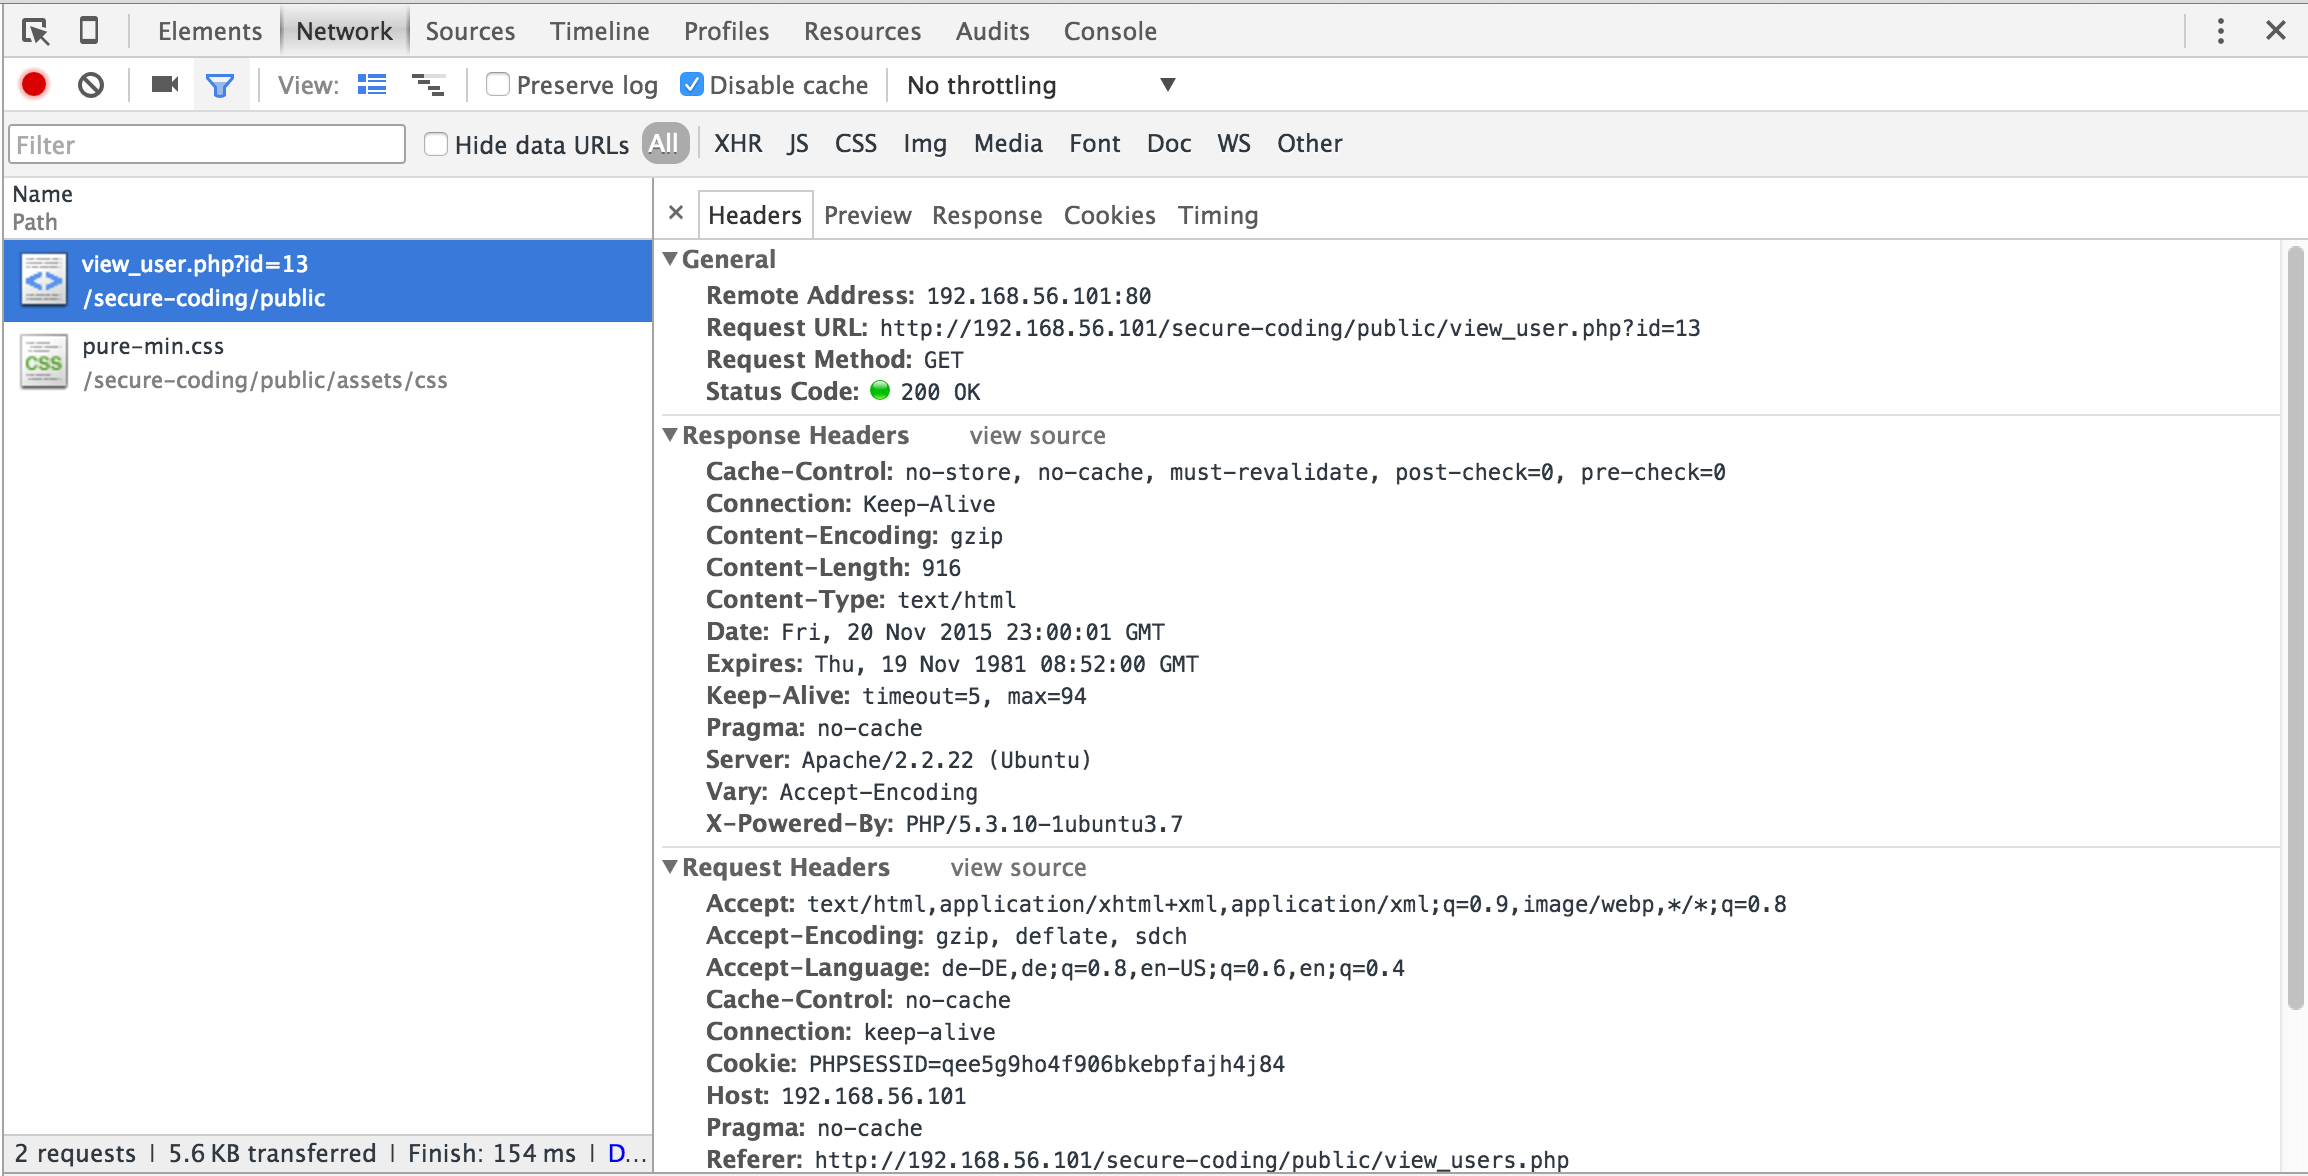 Elements Network Sources Timeline Profiles Resources Audits Console
View: Preserve log Disable cache No throttling
Filter Hide data URLs All XHR JS CSS Img Media Font Doc WS Other
Name
Path
view_user.php?id=13
/secure-coding/public
CSS
pure-min.css
/secure-coding/public/assets/css
2 requests | 5.6 KB transferred | Finish: 154 ms | D...
× Headers Preview Response Cookies Timing
General
Remote Address: 192.168.56.101:80
Request URL: http://192.168.56.101/secure-coding/public/view_user.php?id=13
Request Method: GET
Status Code: 200 OK
Response Headers view source
Cache-Control: no-store, no-cache, must-revalidate, post-check=0, pre-check=0
Connection: Keep-Alive
Content-Encoding: gzip
Content-Length: 916
Content-Type: text/html
Date: Fri, 20 Nov 2015 23:00:01 GMT
Expires: Thu, 19 Nov 1981 08:52:00 GMT
Keep-Alive: timeout=5, max=94
Pragma: no-cache
Server: Apache/2.2.22 (Ubuntu)
Vary: Accept-Encoding
X-Powered-By: PHP/5.3.10-1ubuntu3.7
Request Headers view source
Accept: text/html,application/xhtml+xml,application/xml;q=0.9,image/webp,*/*;q=0.8
Accept-Encoding: gzip, deflate, sdch
Accept-Language: de-DE,de;q=0.8,en-US;q=0.6,en;q=0.4
Cache-Control: no-cache
Connection: keep-alive
Cookie: PHPSESSID=qee5g9ho4f906bkebpfajh4j84
Host: 192.168.56.101
Pragma: no-cache
Referer: http://192.168.56.101/secure-coding/public/view_users.php